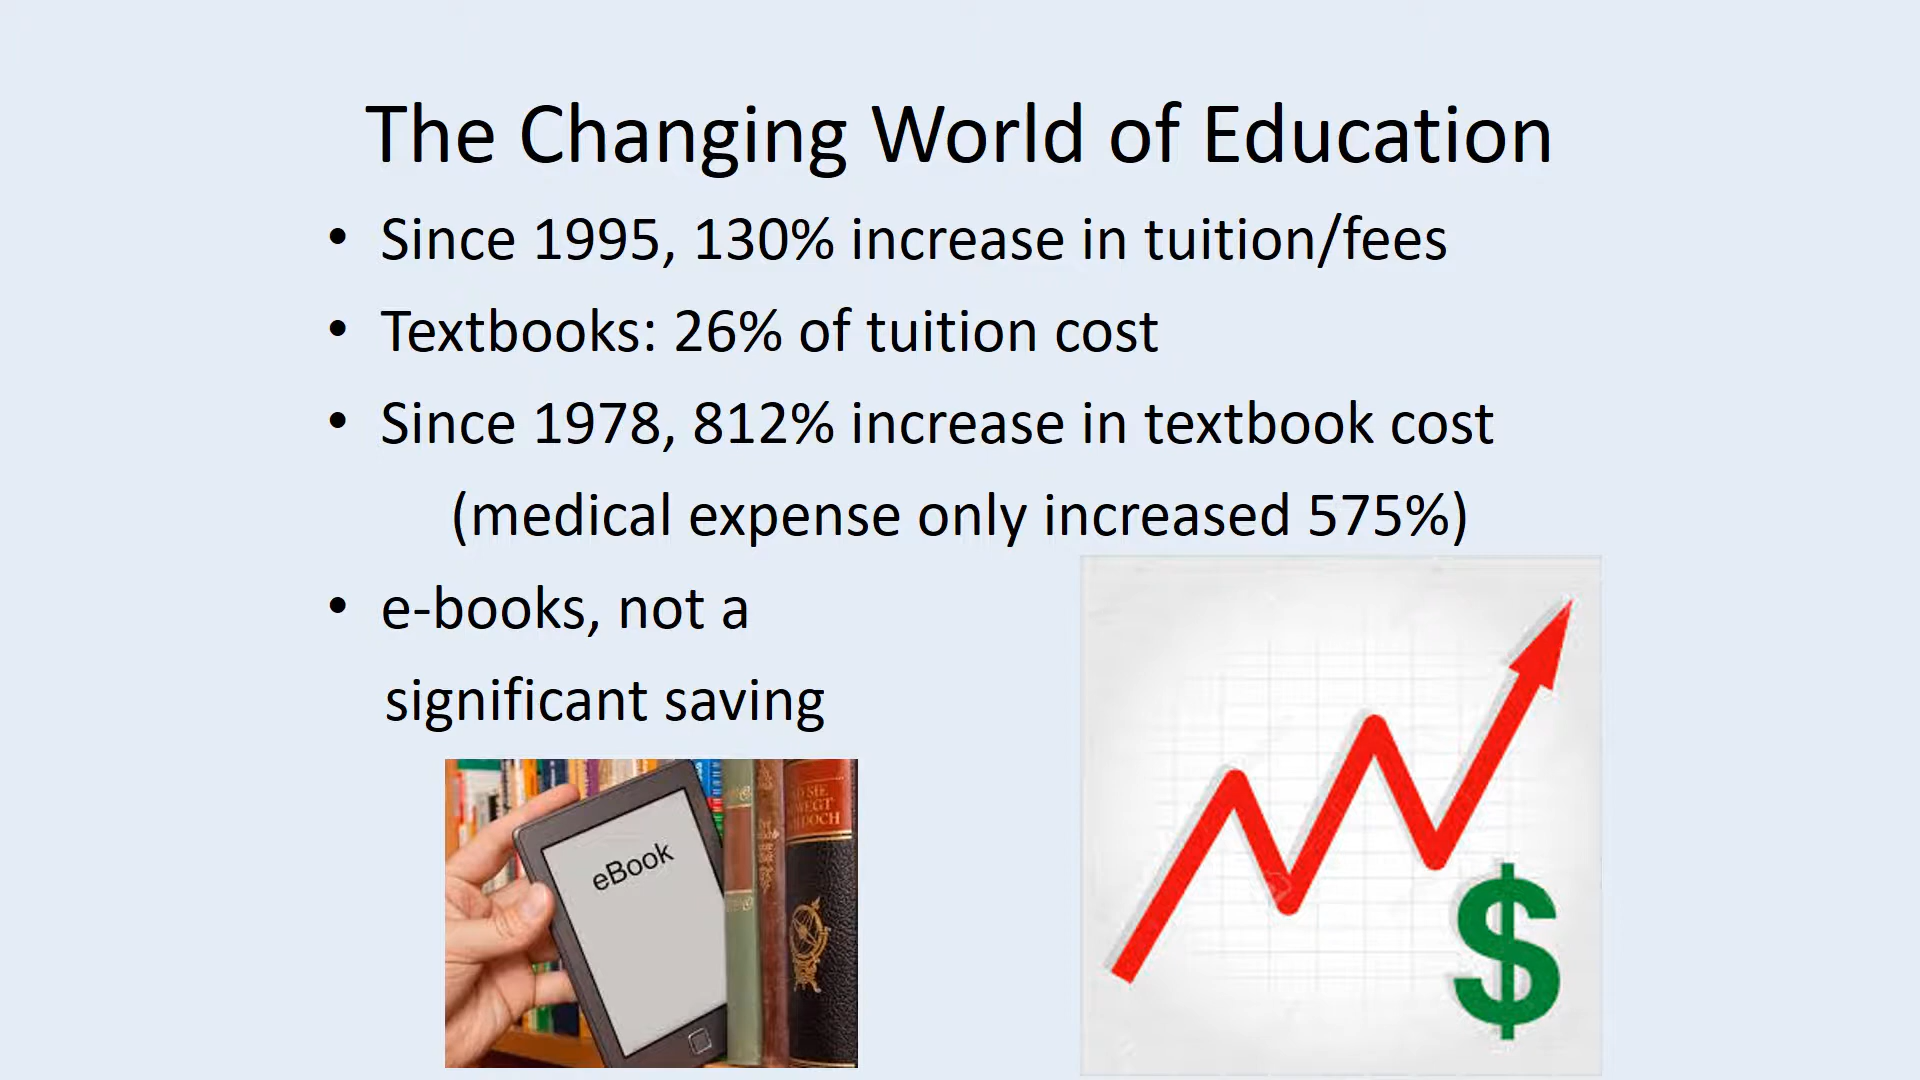 The Changing World of Education
• Since 1995, 130% increase in tuition/fees
• Textbooks: 26% of tuition cost
• Since 1978, 812% increase in textbook cost
(medical expense only increased 575%)
• e-books, not a
significant saving
eBook
$